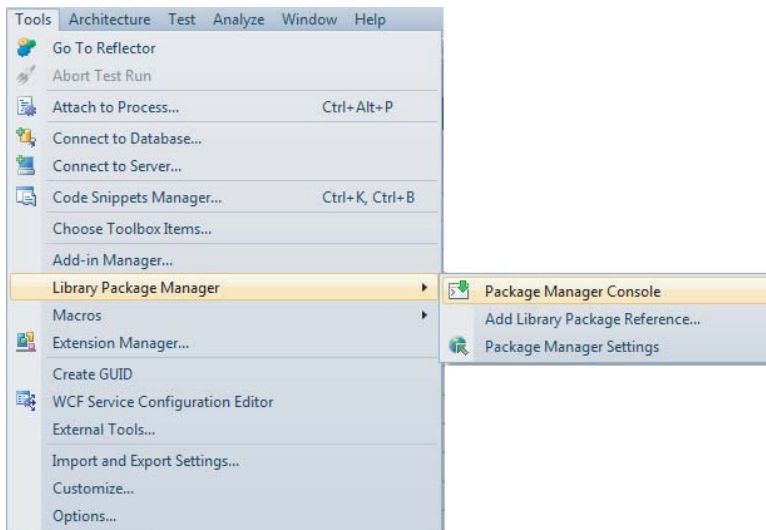 Tools Architecture Test Analyze Window Help
Go To Reflector
Abort Test Run
Attach to Process... Ctrl+Alt+P
Connect to Database...
Connect to Server...
Code Snippets Manager... Ctrl+K, Ctrl+B
Choose Toolbox Items...
Add-in Manager...
Library Package Manager
Package Manager Console
Add Library Package Reference...
Package Manager Settings
Macros
Extension Manager...
Create GUID
WCF Service Configuration Editor
External Tools...
Import and Export Settings...
Customize...
Options...